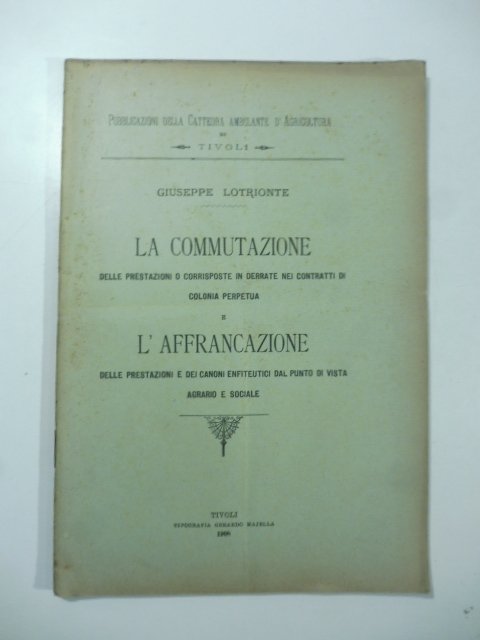 PUBBLICAZIONI DELLA CATTEDRA AMBULANTE D'AGRICOLTURA
DI
TIVOLI
GIUSEPPE LOTRIONTE
LA COMMUTAZIONE
DELLE PRESTAZIONI O CORRISPOSTE IN DERRATE NEI CONTRATTI DI
COLONIA PERPETUA
E
L'AFFRANCAZIONE
DELLE PRESTAZIONI E DEI CANONI ENFITEUTICI DAL PUNTO DI VISTA
AGRARIO E SOCIALE
TIVOLI
TIPOGRAFIA GERARDO MAJELLA